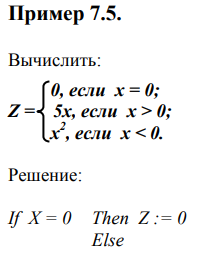 Пример 7.5.
Вычислить:
0, если x = 0;
Z = 5x, если x > 0;
x², если x < 0.
Решение:
If X = 0 Then Z := 0
Else